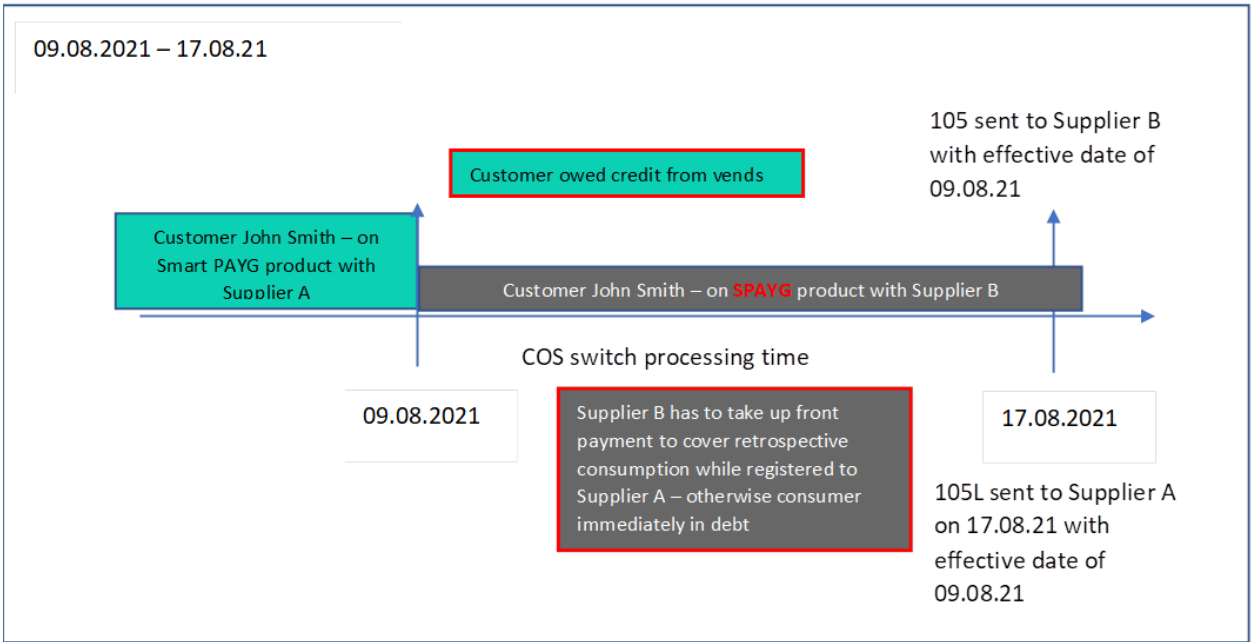 09.08.2021 – 17.08.21
105 sent to Supplier B
with effective date of
09.08.21
Customer owed credit from vends
Customer John Smith – on
Smart PAYG product with
Supplier A
Customer John Smith – on SPAYG product with Supplier B
COS switch processing time
09.08.2021
Supplier B has to take up front
payment to cover retrospective
consumption while registered to
Supplier A – otherwise consumer
immediately in debt
17.08.2021
105L sent to Supplier A
on 17.08.21 with
effective date of
09.08.21